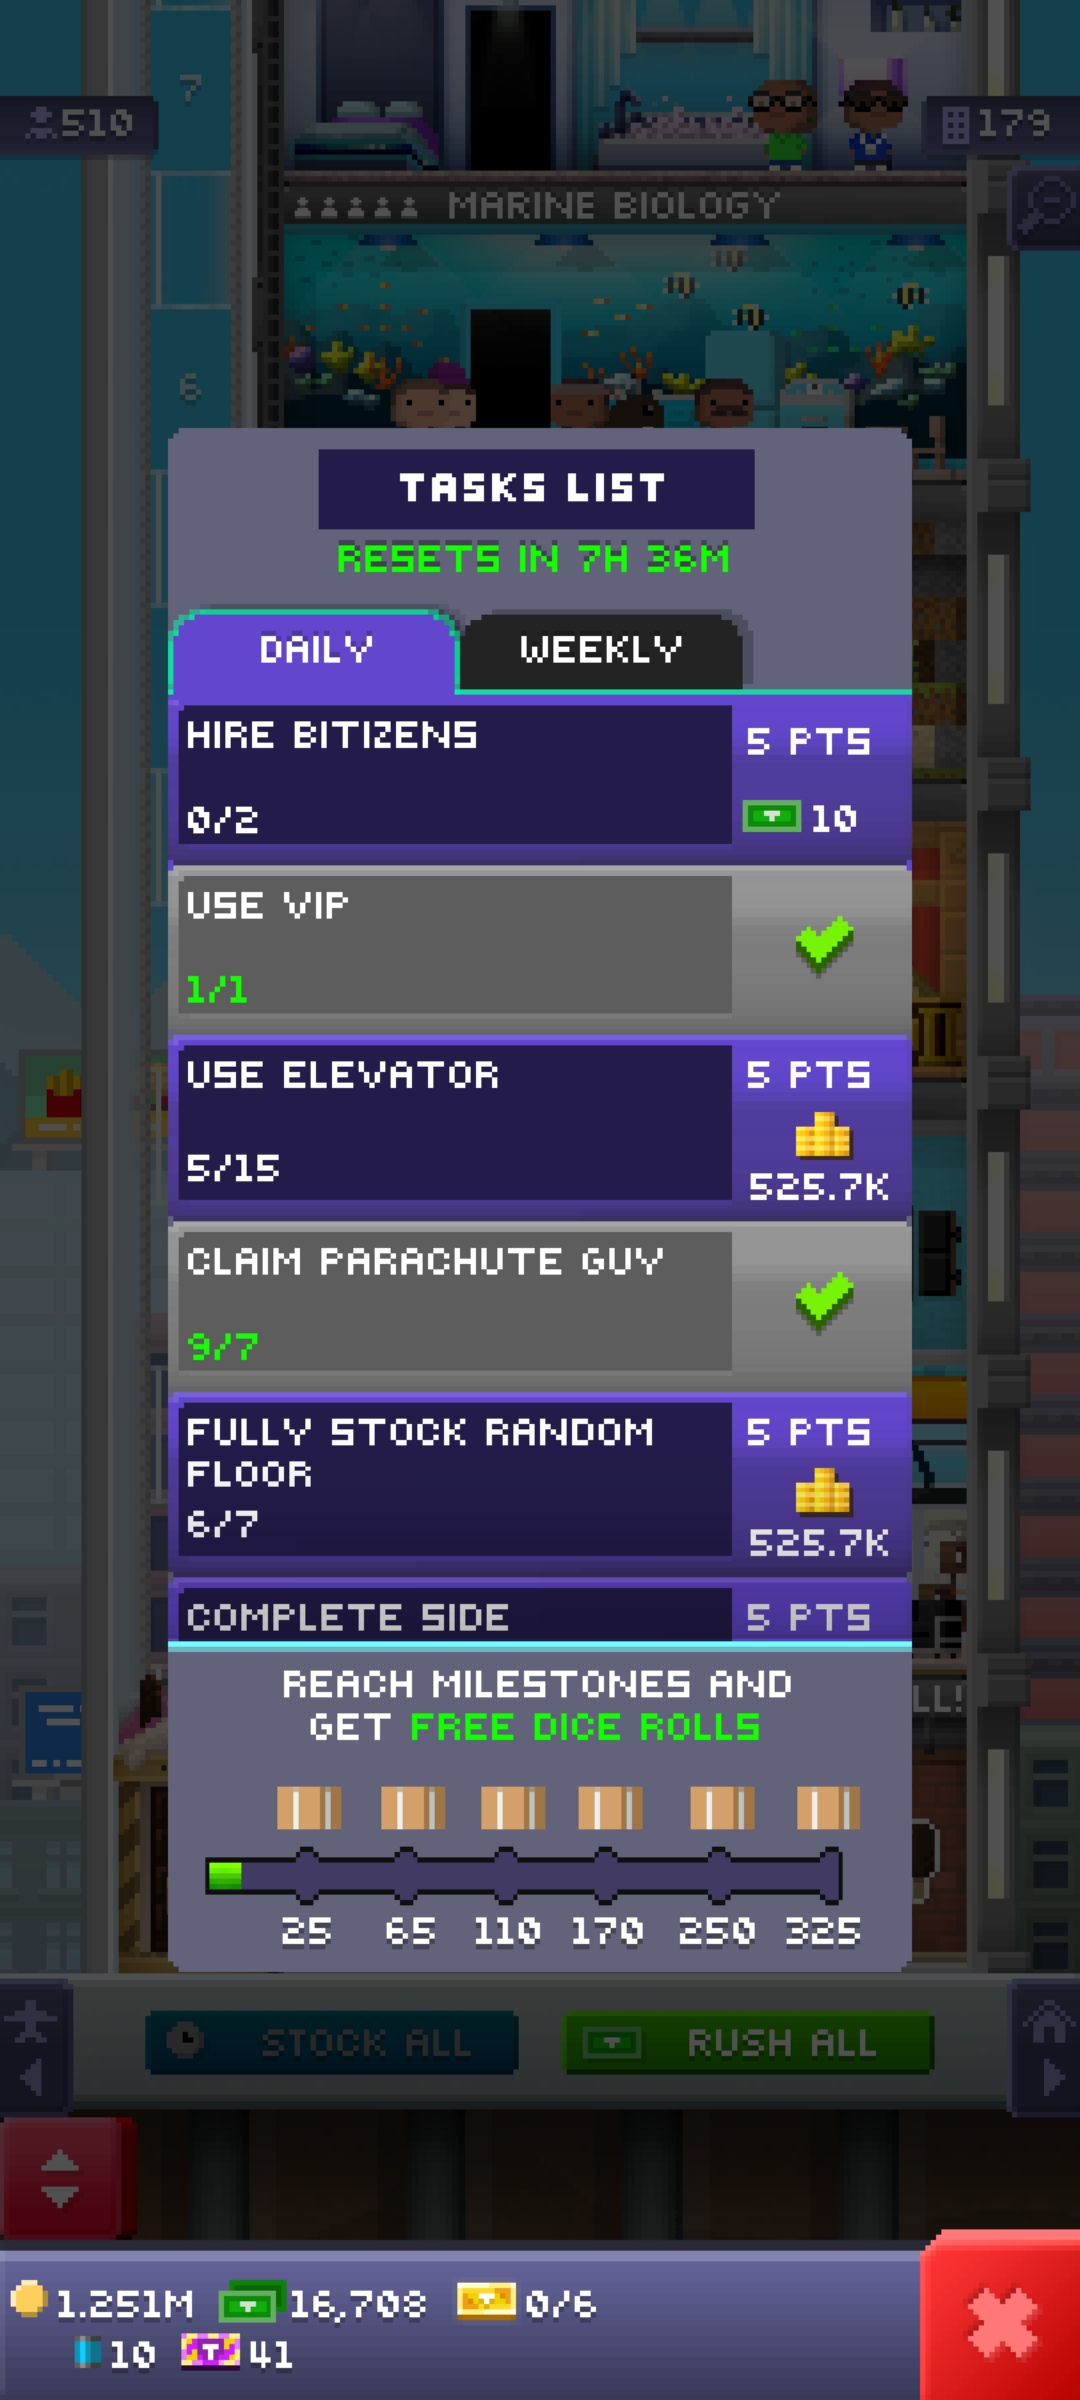 7
510
179
MARINE BIOLOGY
6
TASKS LIST
RESETS IN 7H 36M
DAILY
WEEKLY
HIRE BITIZENS
5 PTS
0/2
10
USE VIP
1/1
USE ELEVATOR
5 PTS
5/15
525.7K
CLAIM PARACHUTE GUY
9/7
FULLY STOCK RANDOM
FLOOR
5 PTS
6/7
525.7K
COMPLETE SIDE
5 PTS
LL!
REACH MILESTONES AND
GET FREE DICE ROLLS
25 65 110 170 250 325
STOCK ALL
RUSH ALL
1.251M 16,708 0/6
10 41